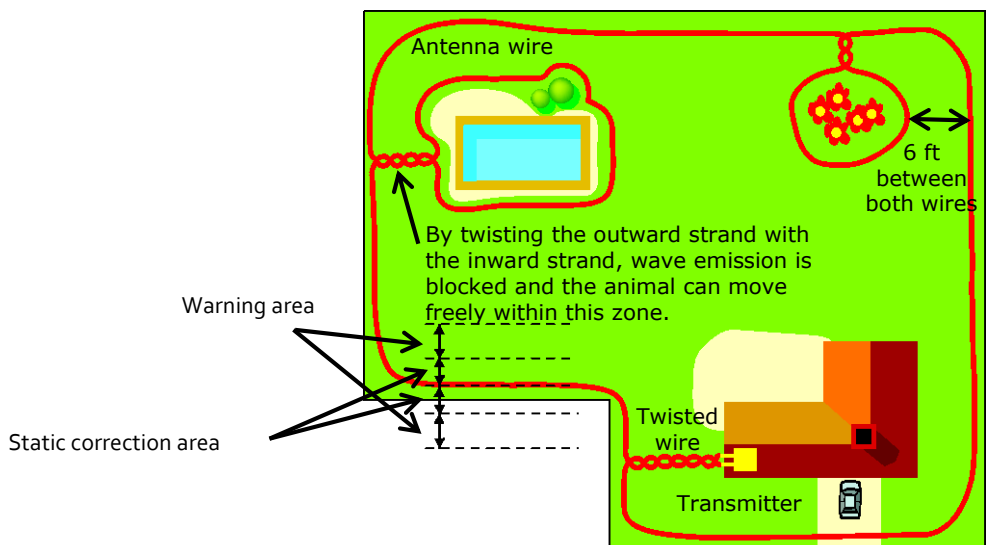 Antenna wire
6 ft
between
both wires
By twisting the outward strand with
the inward strand, wave emission is
blocked and the animal can move
freely within this zone.
Warning area
Static correction area
Twisted
wire
Transmitter